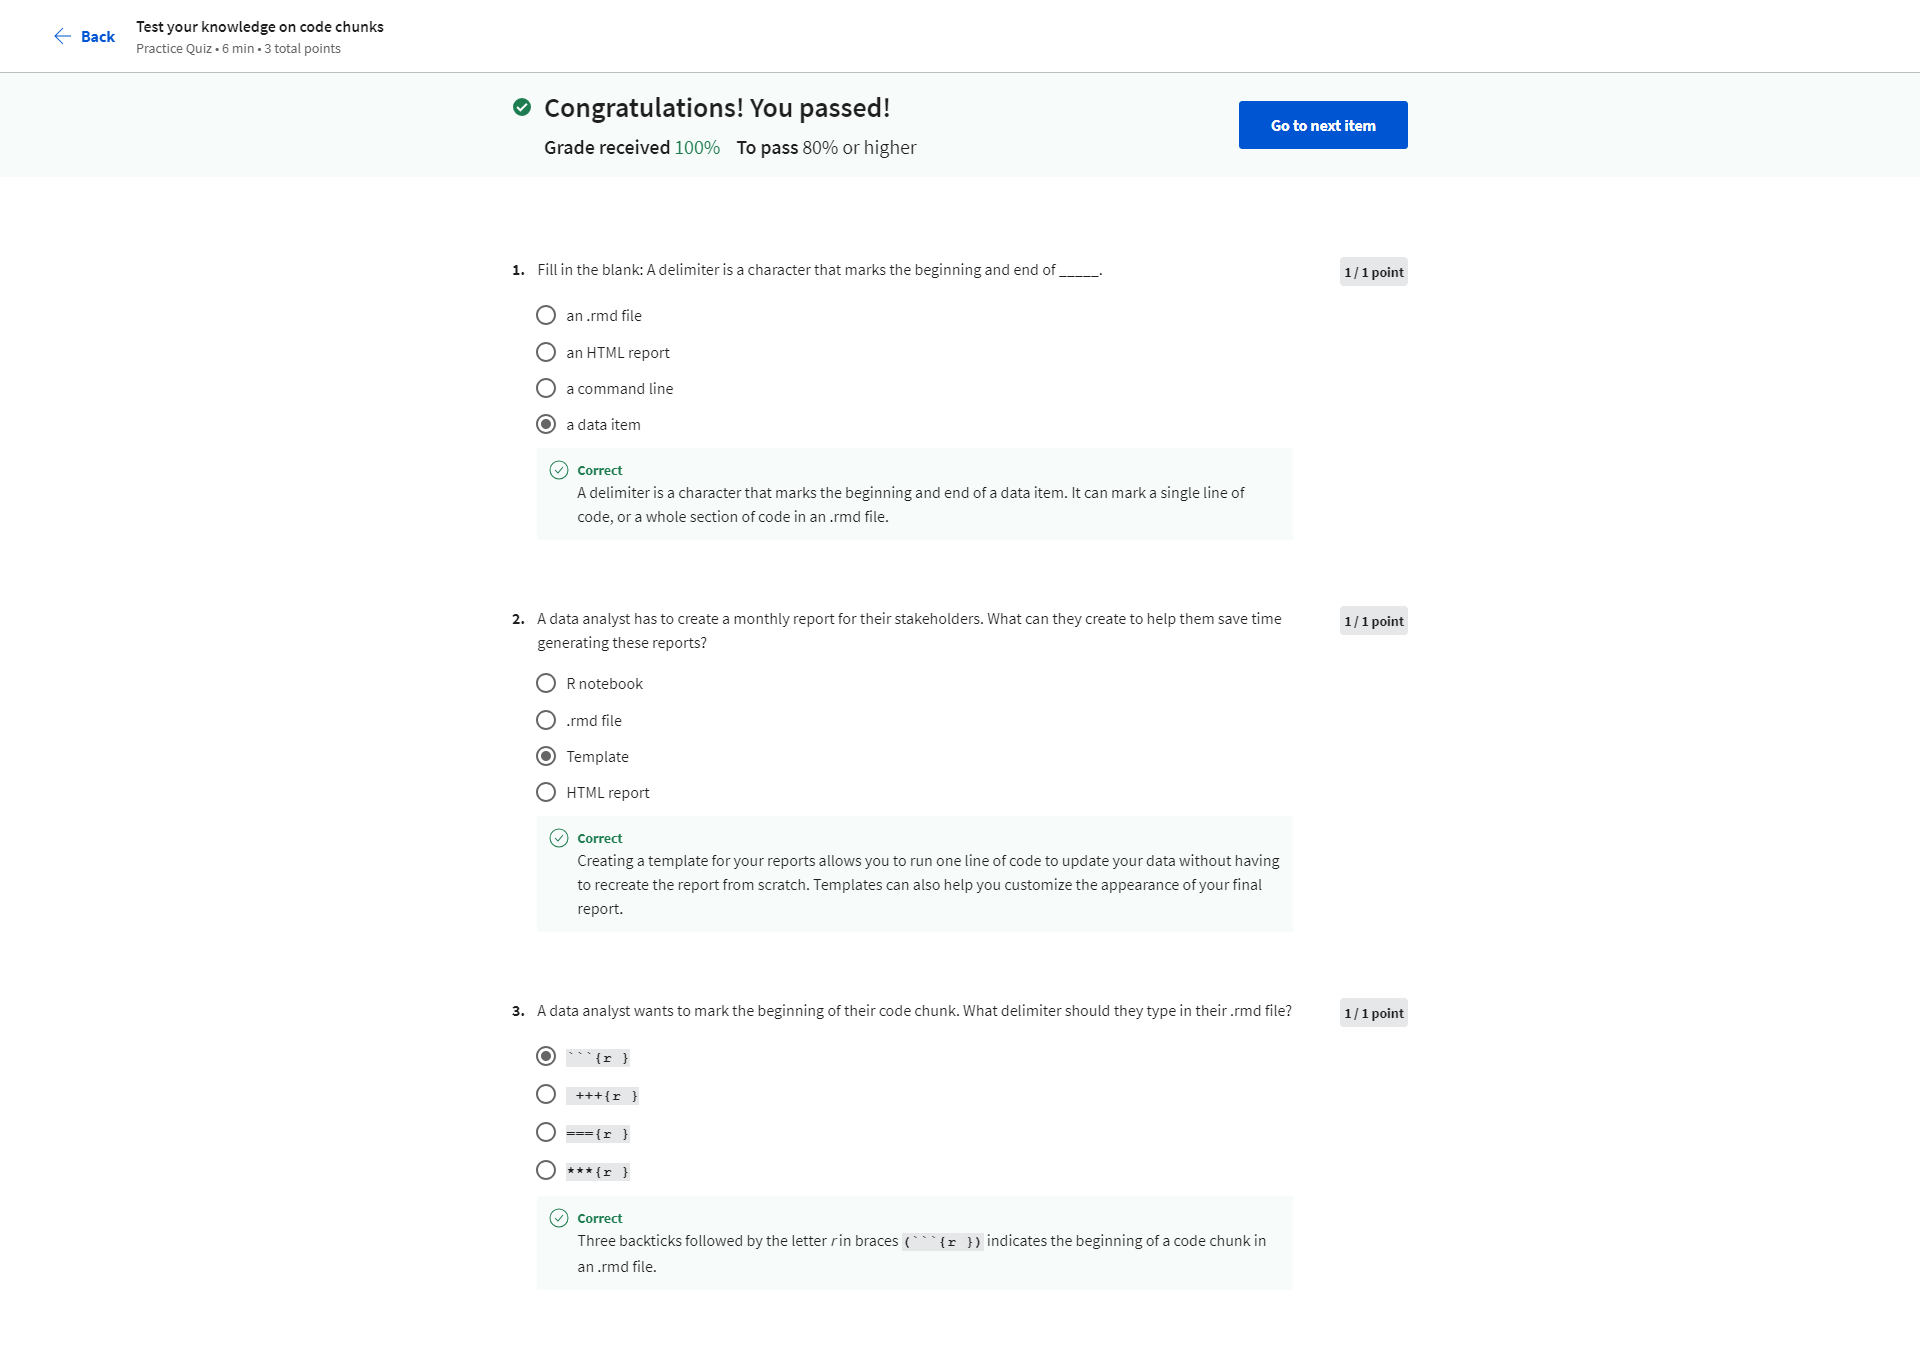 Back
Test your knowledge on code chunks
Practice Quiz • 6 min • 3 total points
Congratulations! You passed!
Grade received 100% To pass 80% or higher
Go to next item
1. Fill in the blank: A delimiter is a character that marks the beginning and end of _____.
1 / 1 point
an .rmd file
an HTML report
a command line
a data item
Correct
A delimiter is a character that marks the beginning and end of a data item. It can mark a single line of
code, or a whole section of code in an .rmd file.
2. A data analyst has to create a monthly report for their stakeholders. What can they create to help them save time
generating these reports?
1 / 1 point
R notebook
.rmd file
Template
HTML report
Correct
Creating a template for your reports allows you to run one line of code to update your data without having
to recreate the report from scratch. Templates can also help you customize the appearance of your final
report.
3. A data analyst wants to mark the beginning of their code chunk. What delimiter should they type in their .rmd file?
1 / 1 point
```{r }
+++{r }
==={r }
***{r }
Correct
Three backticks followed by the letter r in braces (```{r }) indicates the beginning of a code chunk in
an .rmd file.